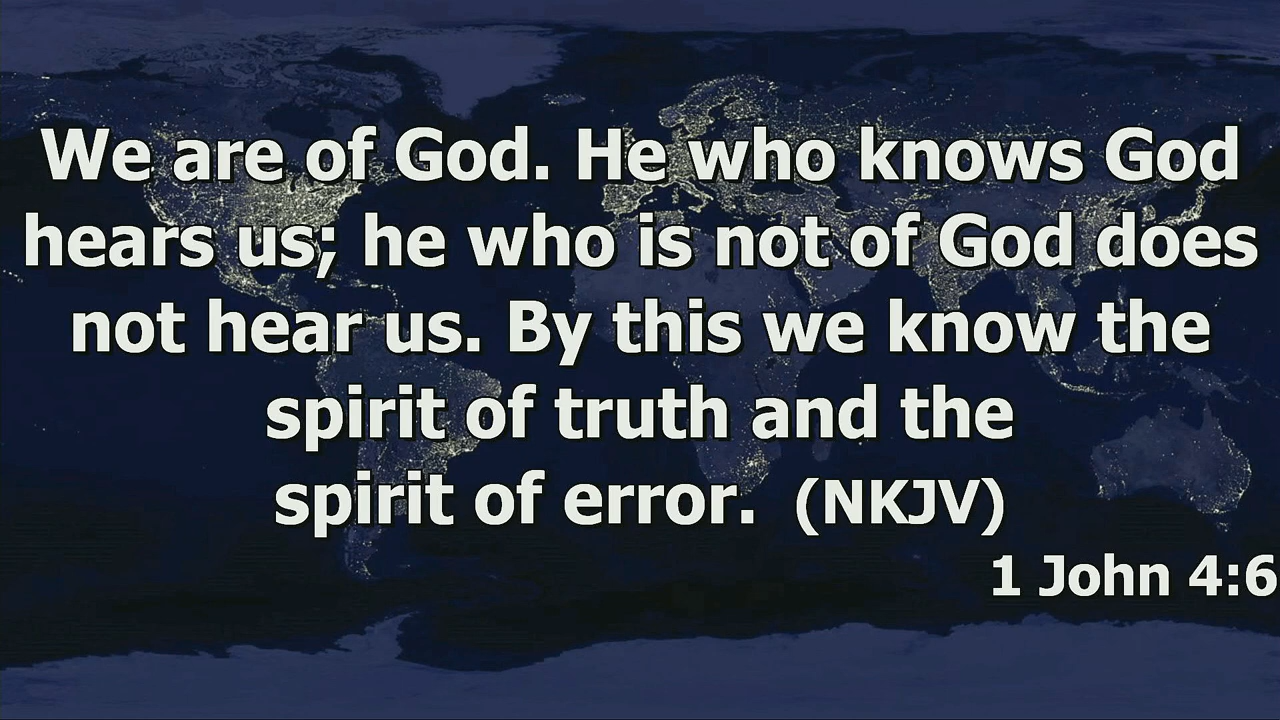 We are of God. He who knows God
hears us; he who is not of God does
not hear us. By this we know the
spirit of truth and the
spirit of error. (NKJV)
1 John 4:6